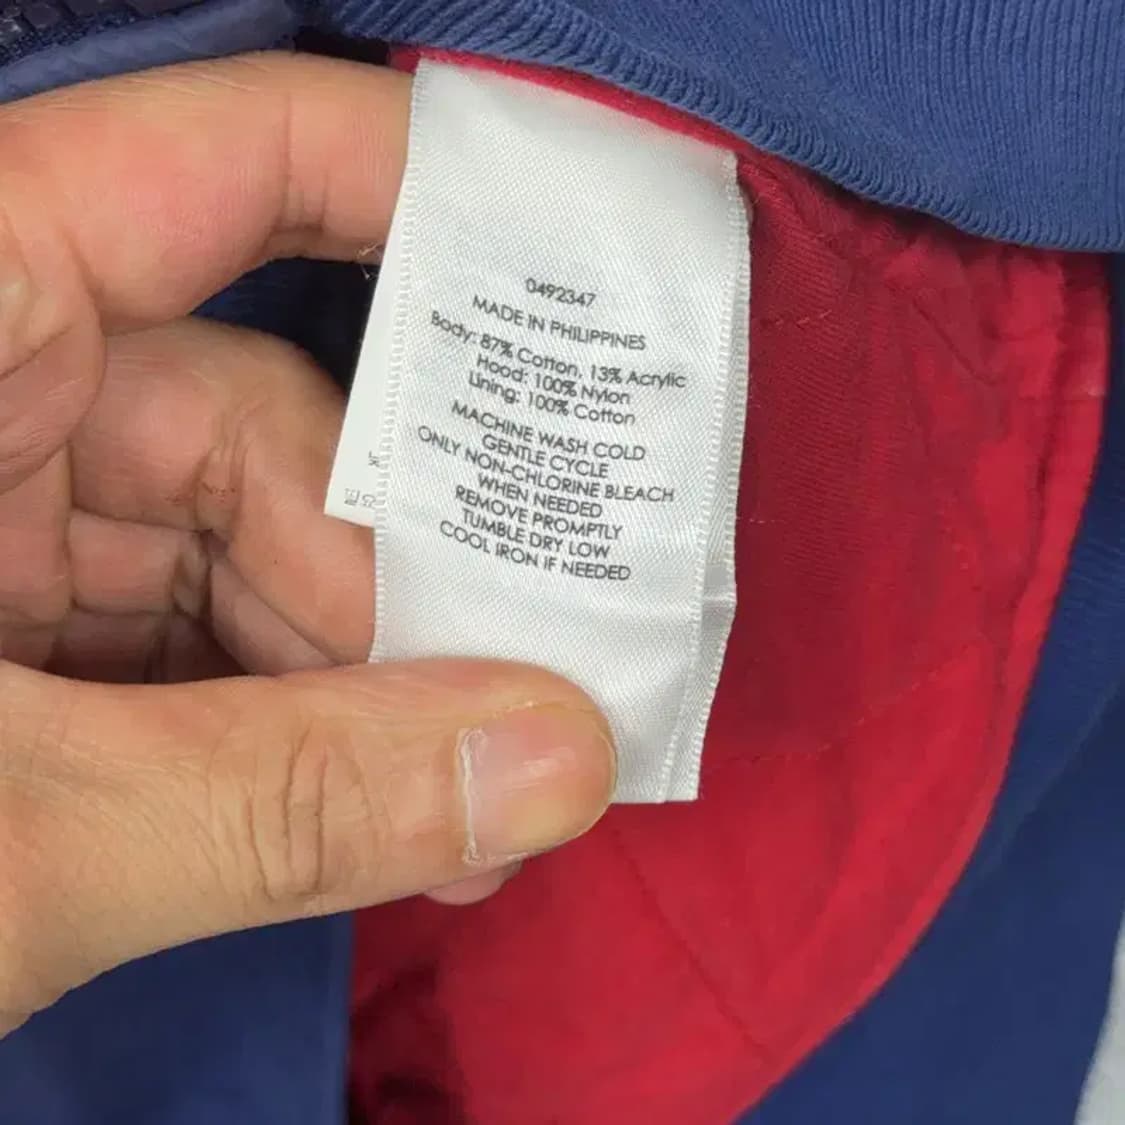 0492347
MADE IN PHILIPPINES
Body: 87% Cotton, 13% Acrylic
Hood: 100% Nylon
Lining: 100% Cotton
MACHINE WASH COLD
GENTLE CYCLE
ONLY NON-CHLORINE BLEACH
WHEN NEEDED
REMOVE PROMPTLY
TUMBLE DRY LOW
COOL IRON IF NEEDED